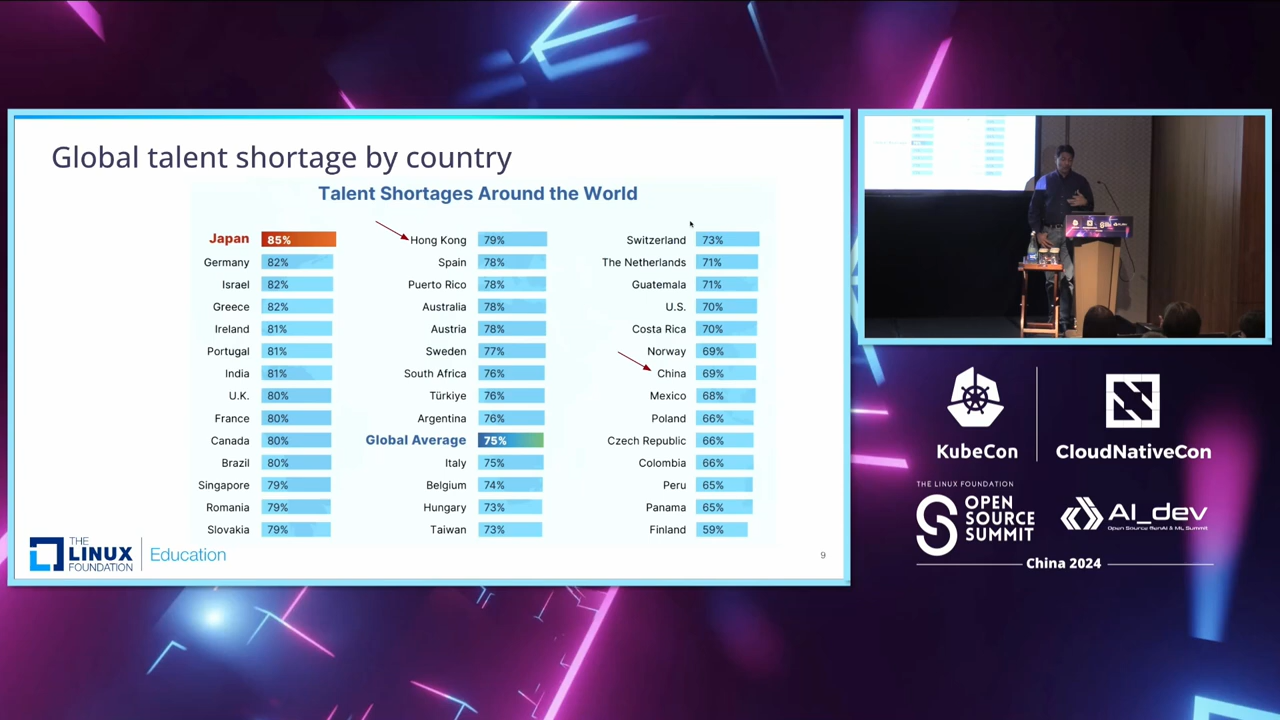 Global talent shortage by country
Talent Shortages Around the World
Japan 85%
Germany 82%
Israel 82%
Greece 82%
Ireland 81%
Portugal 81%
India 81%
U.K. 80%
France 80%
Canada 80%
Brazil 80%
Singapore 79%
Romania 79%
Slovakia 79%
Hong Kong 79%
Spain 78%
Puerto Rico 78%
Australia 78%
Austria 78%
Sweden 77%
South Africa 76%
Türkiye 76%
Argentina 76%
Global Average 75%
Italy 75%
Belgium 74%
Hungary 73%
Taiwan 73%
Switzerland 73%
The Netherlands 71%
Guatemala 71%
U.S. 70%
Costa Rica 70%
Norway 69%
China 69%
Mexico 68%
Poland 66%
Czech Republic 66%
Colombia 66%
Peru 65%
Panama 65%
Finland 59%
THE
LINUX
FOUNDATION
Education
9
KubeCon
CloudNativeCon
THE LINUX FOUNDATION
OPEN
SOURCE
SUMMIT
AI_dev
Open Source GenAI & ML Summit
China 2024